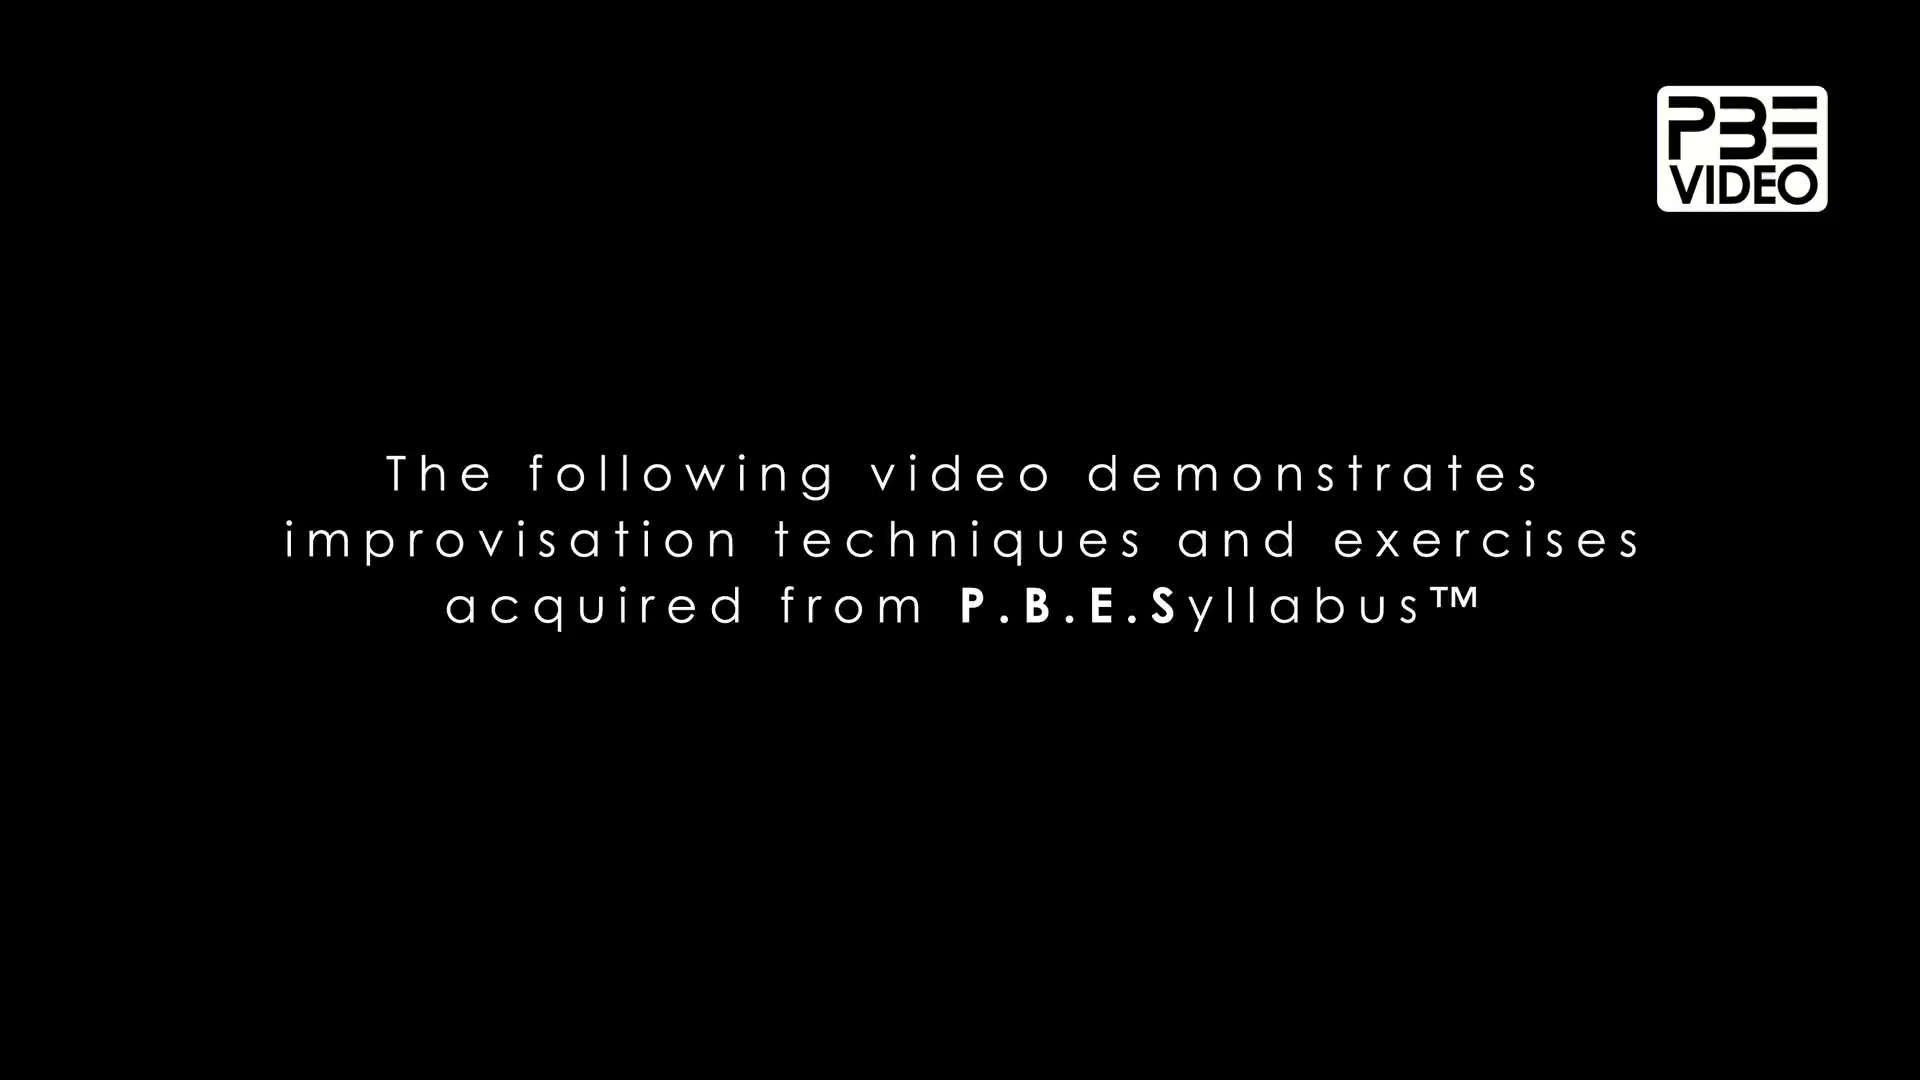 PBE
VIDEO
The following video demonstrates
improvisation techniques and exercises
acquired from P.B.E.Syllabus™